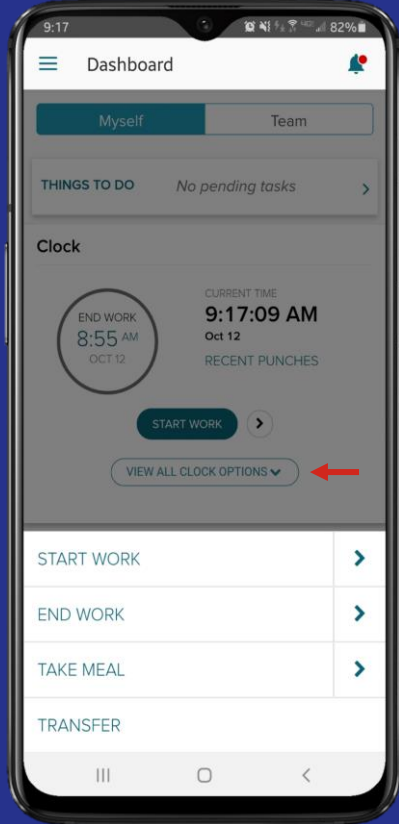 9:17 82%
Dashboard
Myself Team
THINGS TO DO No pending tasks
Clock
END WORK
8:55 AM
OCT 12
CURRENT TIME
9:17:09 AM
Oct 12
RECENT PUNCHES
START WORK
VIEW ALL CLOCK OPTIONS
START WORK
END WORK
TAKE MEAL
TRANSFER